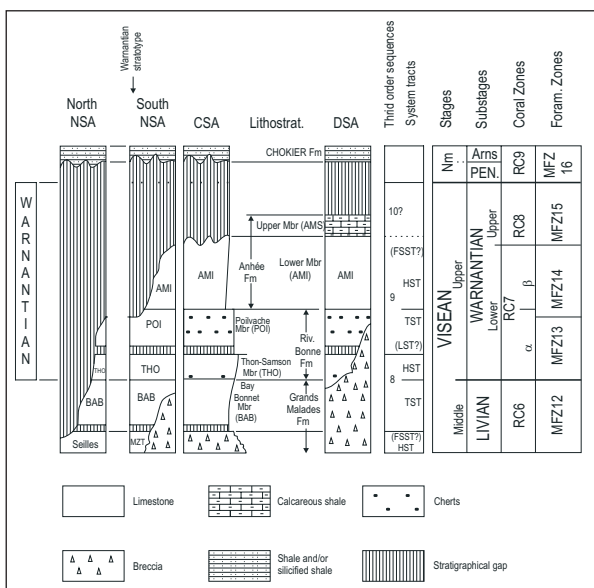 Warnantian
stratotype
North
NSA
South
NSA
CSA
Lithostrat.
DSA
Thrid order sequences
System tracts
Stages
Substages
Coral Zones
Foram. Zones
CHOKIER Fm
Nm
..
Arns
PEN.
RC9
MFZ
16
WARNANTIAN
10?
Upper Mbr (AMS)
(FSST?)
Upper
RC8
MFZ15
AMI
AMI
Anhée
Fm
Lower Mbr
(AMI)
AMI
HST
9
VISEAN
Upper
WARNANTIAN
Lower
RC7
β
MFZ14
POI
Poilvache
Mbr (POI)
TST
(LST?)
α
MFZ13
Riv.
Bonne
Fm
THO
THO
Thon-Samson
Mbr (THO)
HST
8
BAB
BAB
Bay
Bonnet
Mbr
(BAB)
Grands
Malades
Fm
TST
Middle
LIVIAN
RC6
MFZ12
Seilles
MZT
(FSST?)
HST
Limestone
Calcareous shale
Cherts
Breccia
Shale and/or
silicified shale
Stratigraphical gap